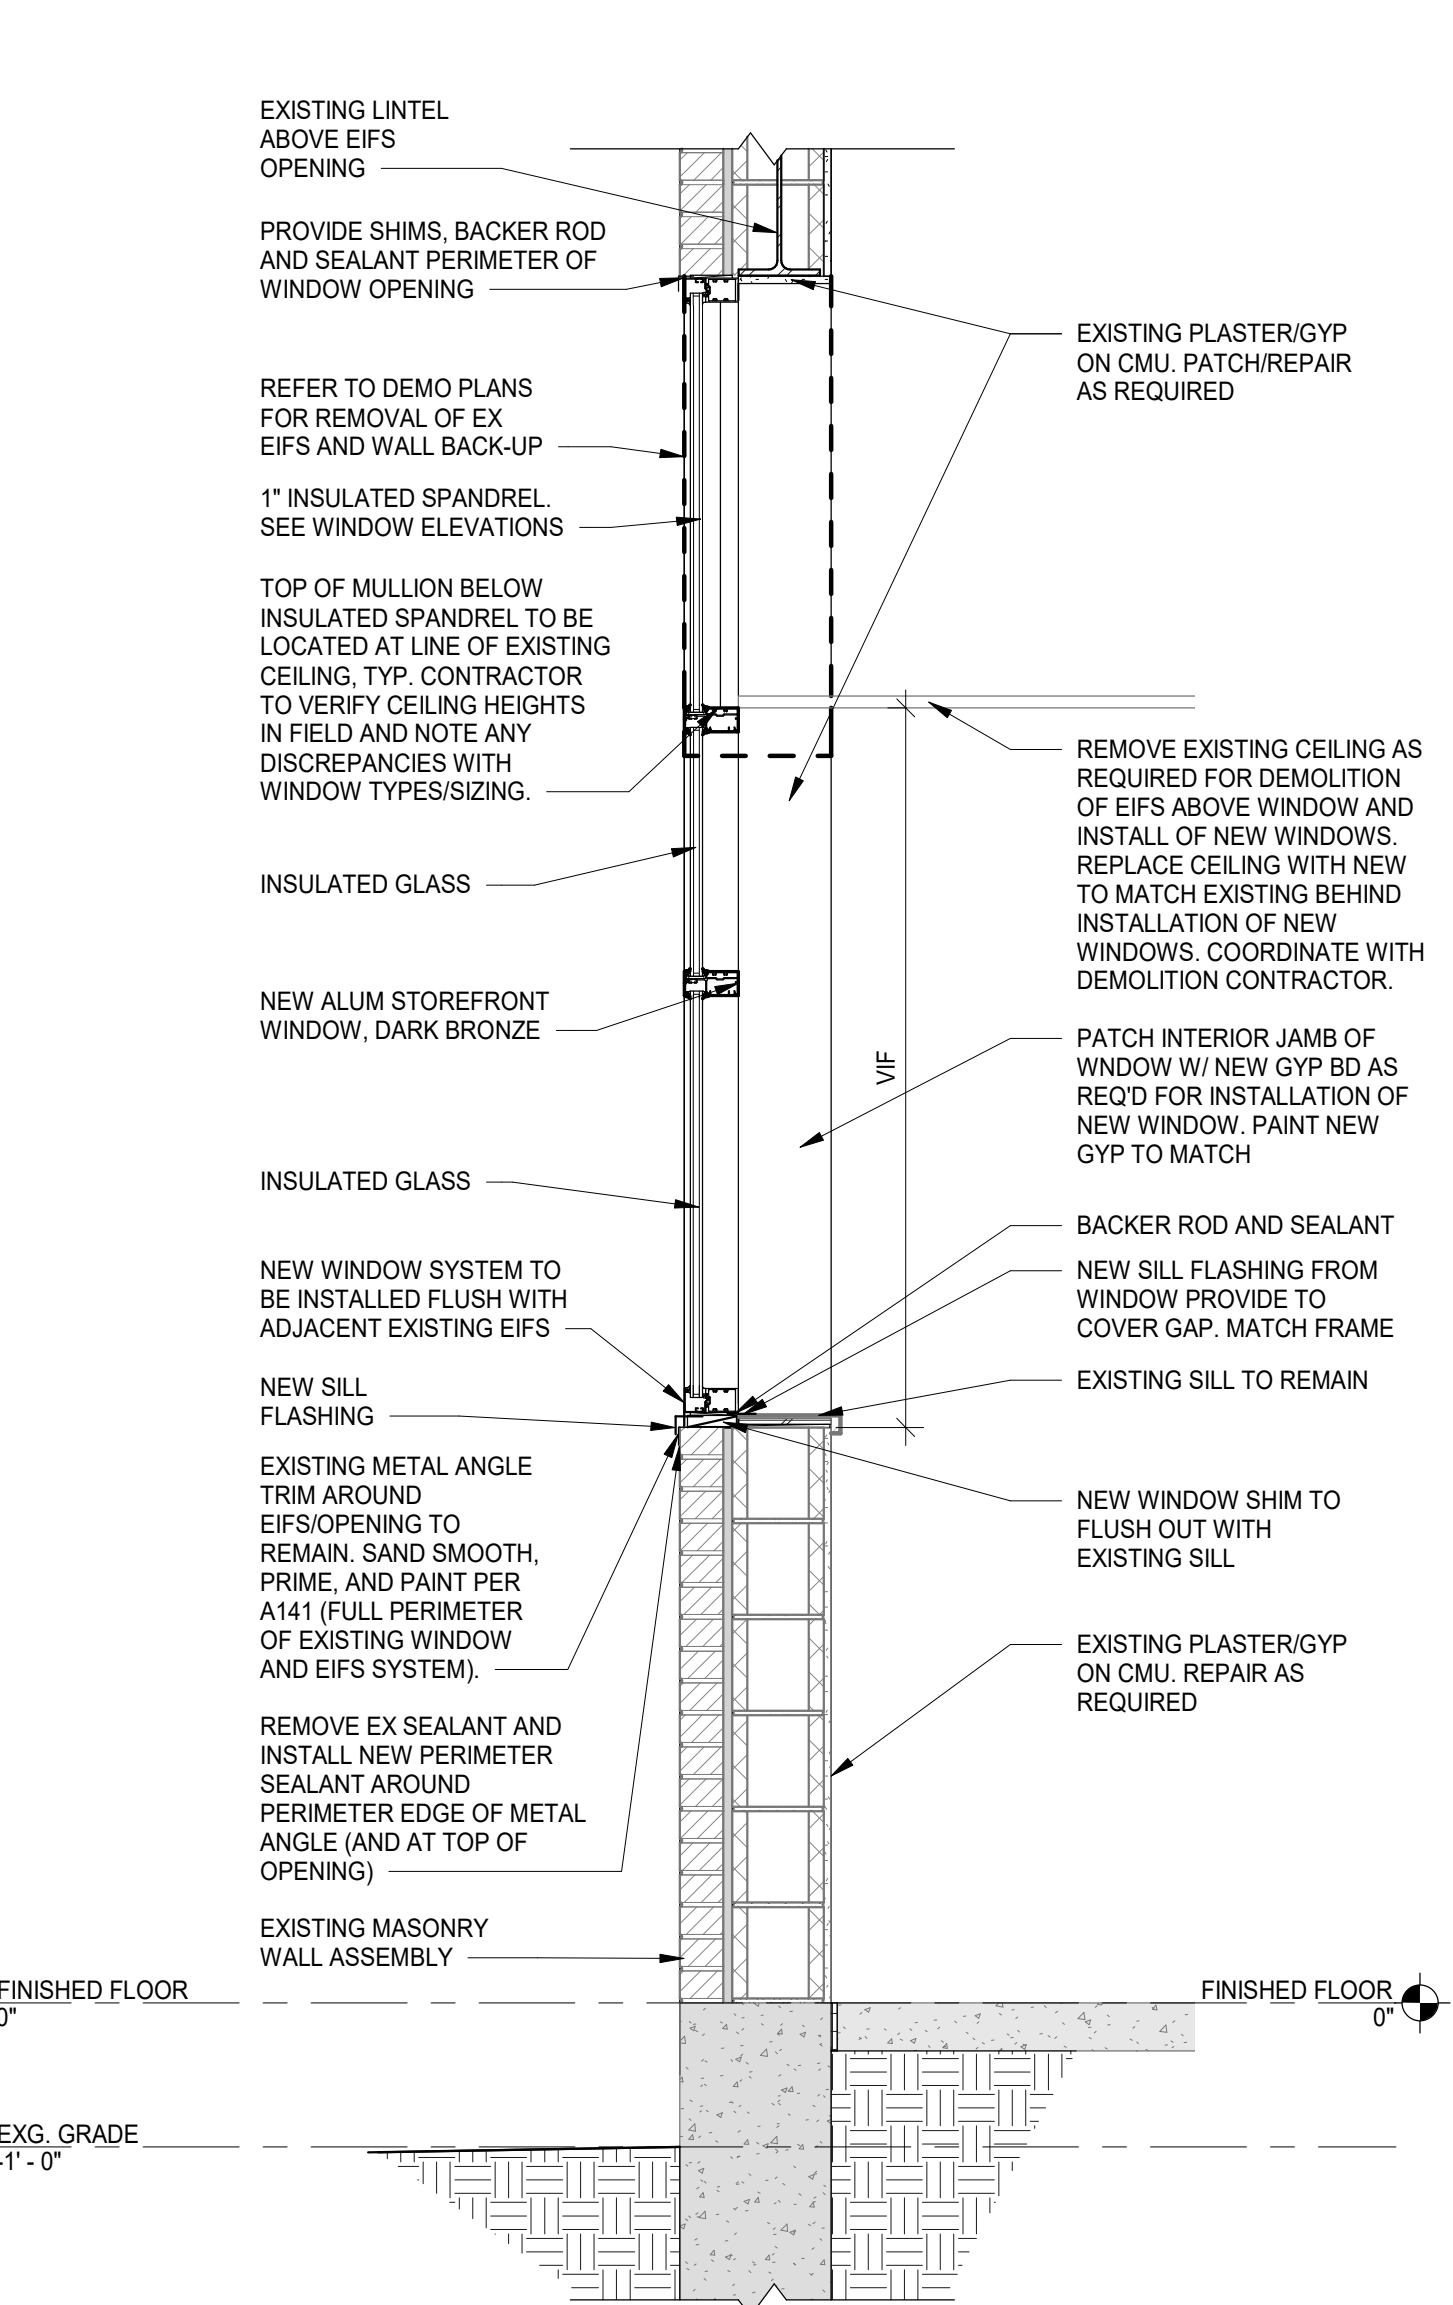 EXISTING LINTEL
ABOVE EIFS
OPENING
PROVIDE SHIMS, BACKER ROD
AND SEALANT PERIMETER OF
WINDOW OPENING
REFER TO DEMO PLANS
FOR REMOVAL OF EX
EIFS AND WALL BACK-UP
1" INSULATED SPANDREL.
SEE WINDOW ELEVATIONS
TOP OF MULLION BELOW
INSULATED SPANDREL TO BE
LOCATED AT LINE OF EXISTING
CEILING, TYP. CONTRACTOR
TO VERIFY CEILING HEIGHTS
IN FIELD AND NOTE ANY
DISCREPANCIES WITH
WINDOW TYPES/SIZING.
INSULATED GLASS
NEW ALUM STOREFRONT
WINDOW, DARK BRONZE
INSULATED GLASS
NEW WINDOW SYSTEM TO
BE INSTALLED FLUSH WITH
ADJACENT EXISTING EIFS
NEW SILL
FLASHING
EXISTING METAL ANGLE
TRIM AROUND
EIFS/OPENING TO
REMAIN. SAND SMOOTH,
PRIME, AND PAINT PER
A141 (FULL PERIMETER
OF EXISTING WINDOW
AND EIFS SYSTEM).
REMOVE EX SEALANT AND
INSTALL NEW PERIMETER
SEALANT AROUND
PERIMETER EDGE OF METAL
ANGLE (AND AT TOP OF
OPENING)
EXISTING MASONRY
WALL ASSEMBLY
FINISHED FLOOR
0"
EXG. GRADE
-1' - 0"
EXISTING PLASTER/GYP
ON CMU. PATCH/REPAIR
AS REQUIRED
REMOVE EXISTING CEILING AS
REQUIRED FOR DEMOLITION
OF EIFS ABOVE WINDOW AND
INSTALL OF NEW WINDOWS.
REPLACE CEILING WITH NEW
TO MATCH EXISTING BEHIND
INSTALLATION OF NEW
WINDOWS. COORDINATE WITH
DEMOLITION CONTRACTOR.
VIF
PATCH INTERIOR JAMB OF
WNDOW W/ NEW GYP BD AS
REQ'D FOR INSTALLATION OF
NEW WINDOW. PAINT NEW
GYP TO MATCH
BACKER ROD AND SEALANT
NEW SILL FLASHING FROM
WINDOW PROVIDE TO
COVER GAP. MATCH FRAME
EXISTING SILL TO REMAIN
NEW WINDOW SHIM TO
FLUSH OUT WITH
EXISTING SILL
EXISTING PLASTER/GYP
ON CMU. REPAIR AS
REQUIRED
FINISHED FLOOR
0"